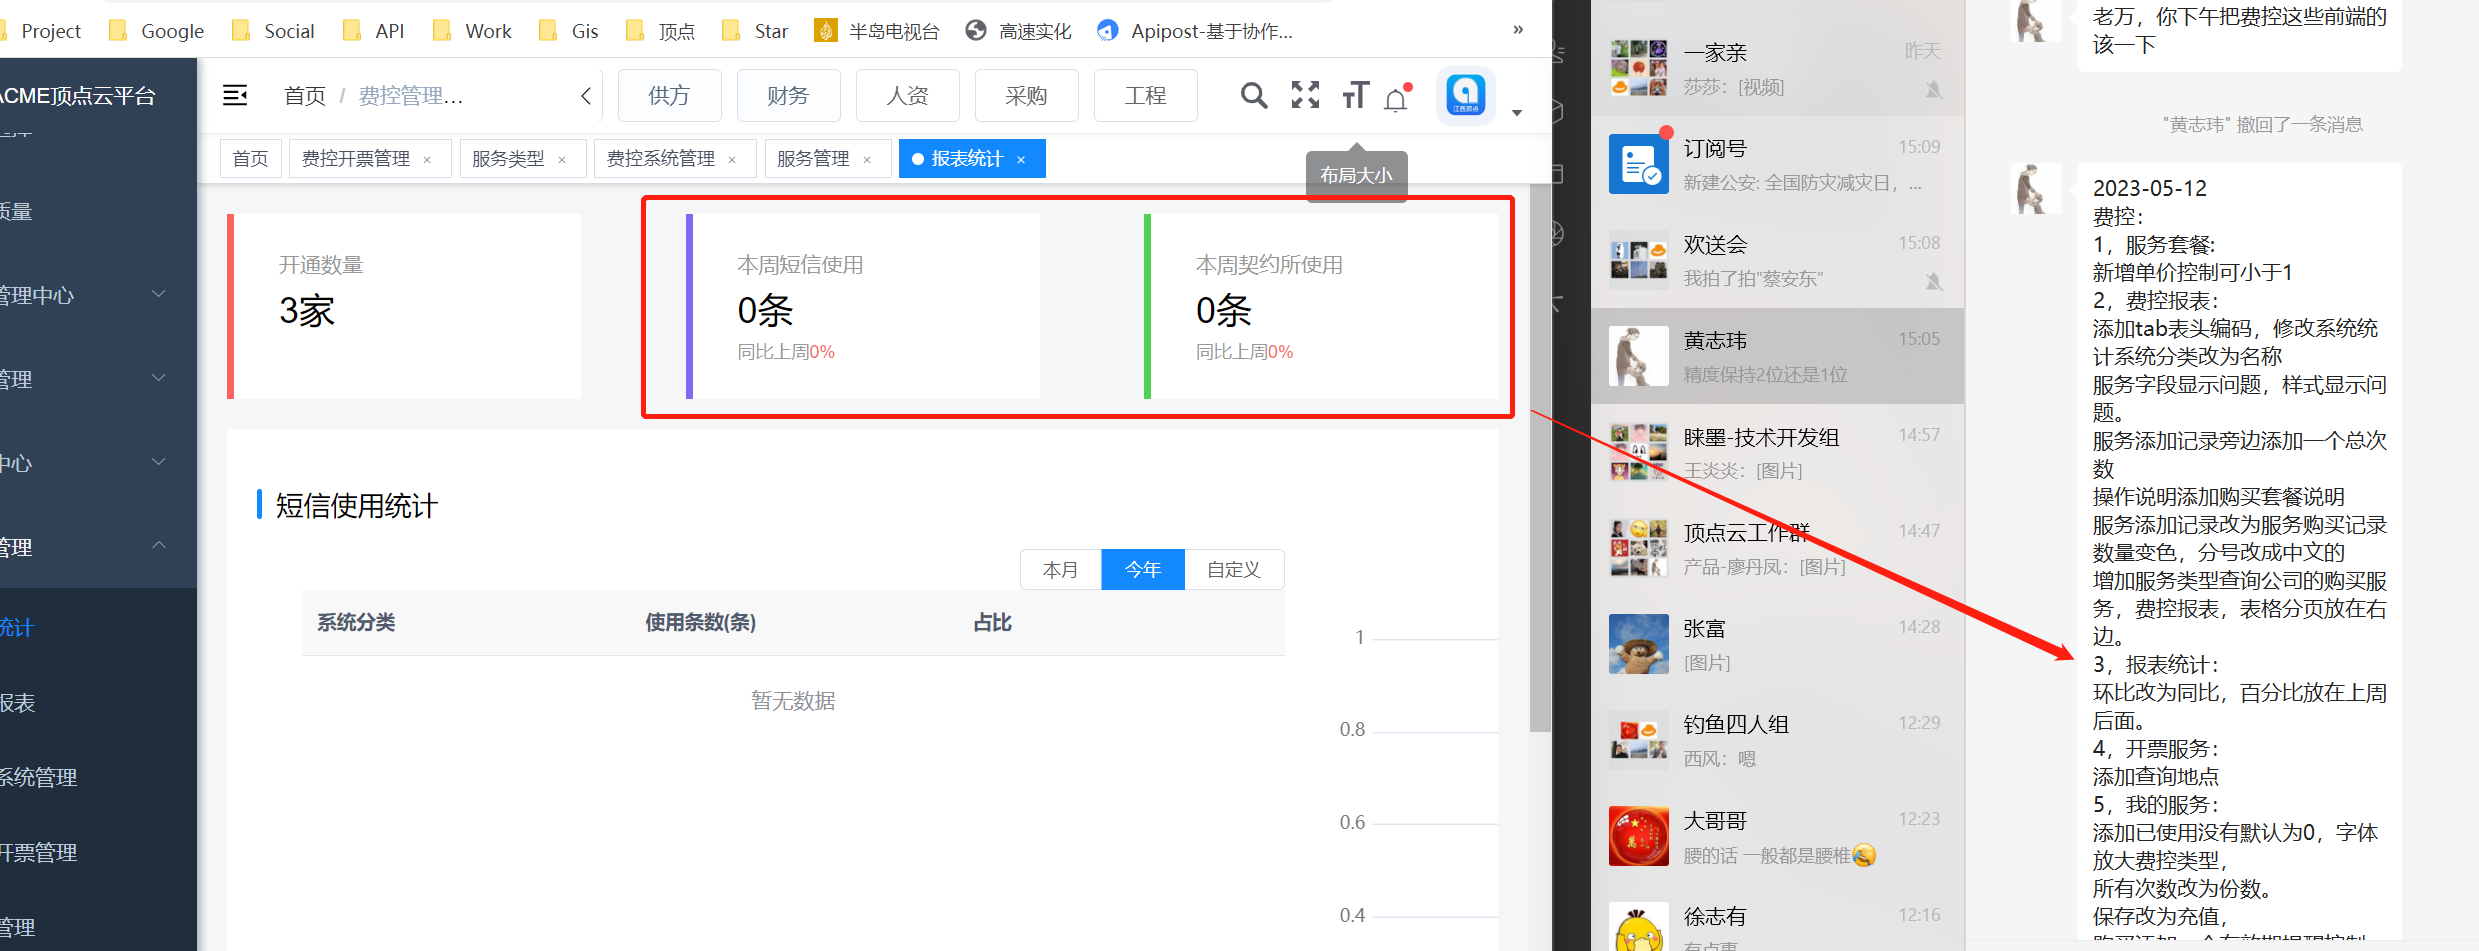 Project
Google
Social
API
Work
Gis
顶点
Star
半岛电视台
高速实化
Apipost-基于协作...
»
ACME顶点云平台
质量
管理中心
管理
中心
管理
统计
报表
系统管理
开票管理
管理
首页 / 费控管理...
供方
财务
人资
采购
工程
江西顶点
首页
费控开票管理 ×
服务类型 ×
费控系统管理 ×
服务管理 ×
报表统计 ×
布局大小
开通数量
3家
本周短信使用
0条
同比上周0%
本周契约所使用
0条
同比上周0%
短信使用统计
本月
今年
自定义
系统分类
使用条数(条)
占比
暂无数据
1
0.8
0.6
0.4
一家亲
昨天
莎莎：[视频]
订阅号
15:09
新建公安: 全国防灾减灾日，...
欢送会
15:08
我拍了拍"蔡安东"
黄志玮
15:05
精度保持2位还是1位
睐墨-技术开发组
14:57
王炎炎：[图片]
顶点云工作群
14:47
产品-廖丹凤：[图片]
张富
14:28
[图片]
钓鱼四人组
12:29
西风：嗯
大哥哥
12:23
腰的话 一般都是腰椎
徐志有
12:16
有点事
老万，你下午把费控这些前端的
该一下
"黄志玮" 撤回了一条消息
2023-05-12
费控：
1，服务套餐:
新增单价控制可小于1
2，费控报表：
添加tab表头编码，修改系统统
计系统分类改为名称
服务字段显示问题，样式显示问
题。
服务添加记录旁边添加一个总次
数
操作说明添加购买套餐说明
服务添加记录改为服务购买记录
数量变色，分号改成中文的
增加服务类型查询公司的购买服
务，费控报表，表格分页放在右
边。
3，报表统计：
环比改为同比，百分比放在上周
后面。
4，开票服务：
添加查询地点
5，我的服务：
添加已使用没有默认为0，字体
放大费控类型，
所有次数改为份数。
保存改为充值，